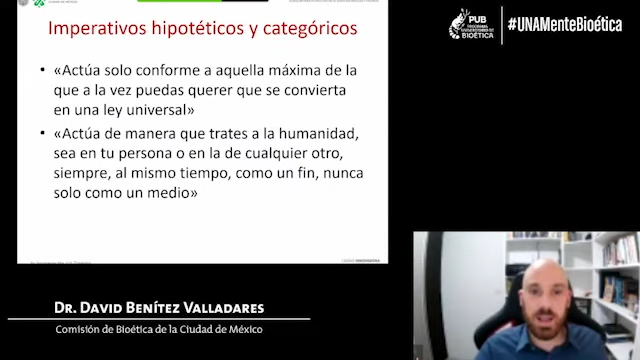 Imperativos hipotéticos y categóricos
• «Actúa solo conforme a aquella máxima de la
que a la vez puedas querer que se convierta
en una ley universal»
• «Actúa de manera que trates a la humanidad,
sea en tu persona o en la de cualquier otro,
siempre, al mismo tiempo, como un fin, nunca
solo como un medio»
PUB
BIOÉTICA
#UNAMenteBioética
DR. DAVID BENÍTEZ VALLADARES
Comisión de Bioética de la Ciudad de México